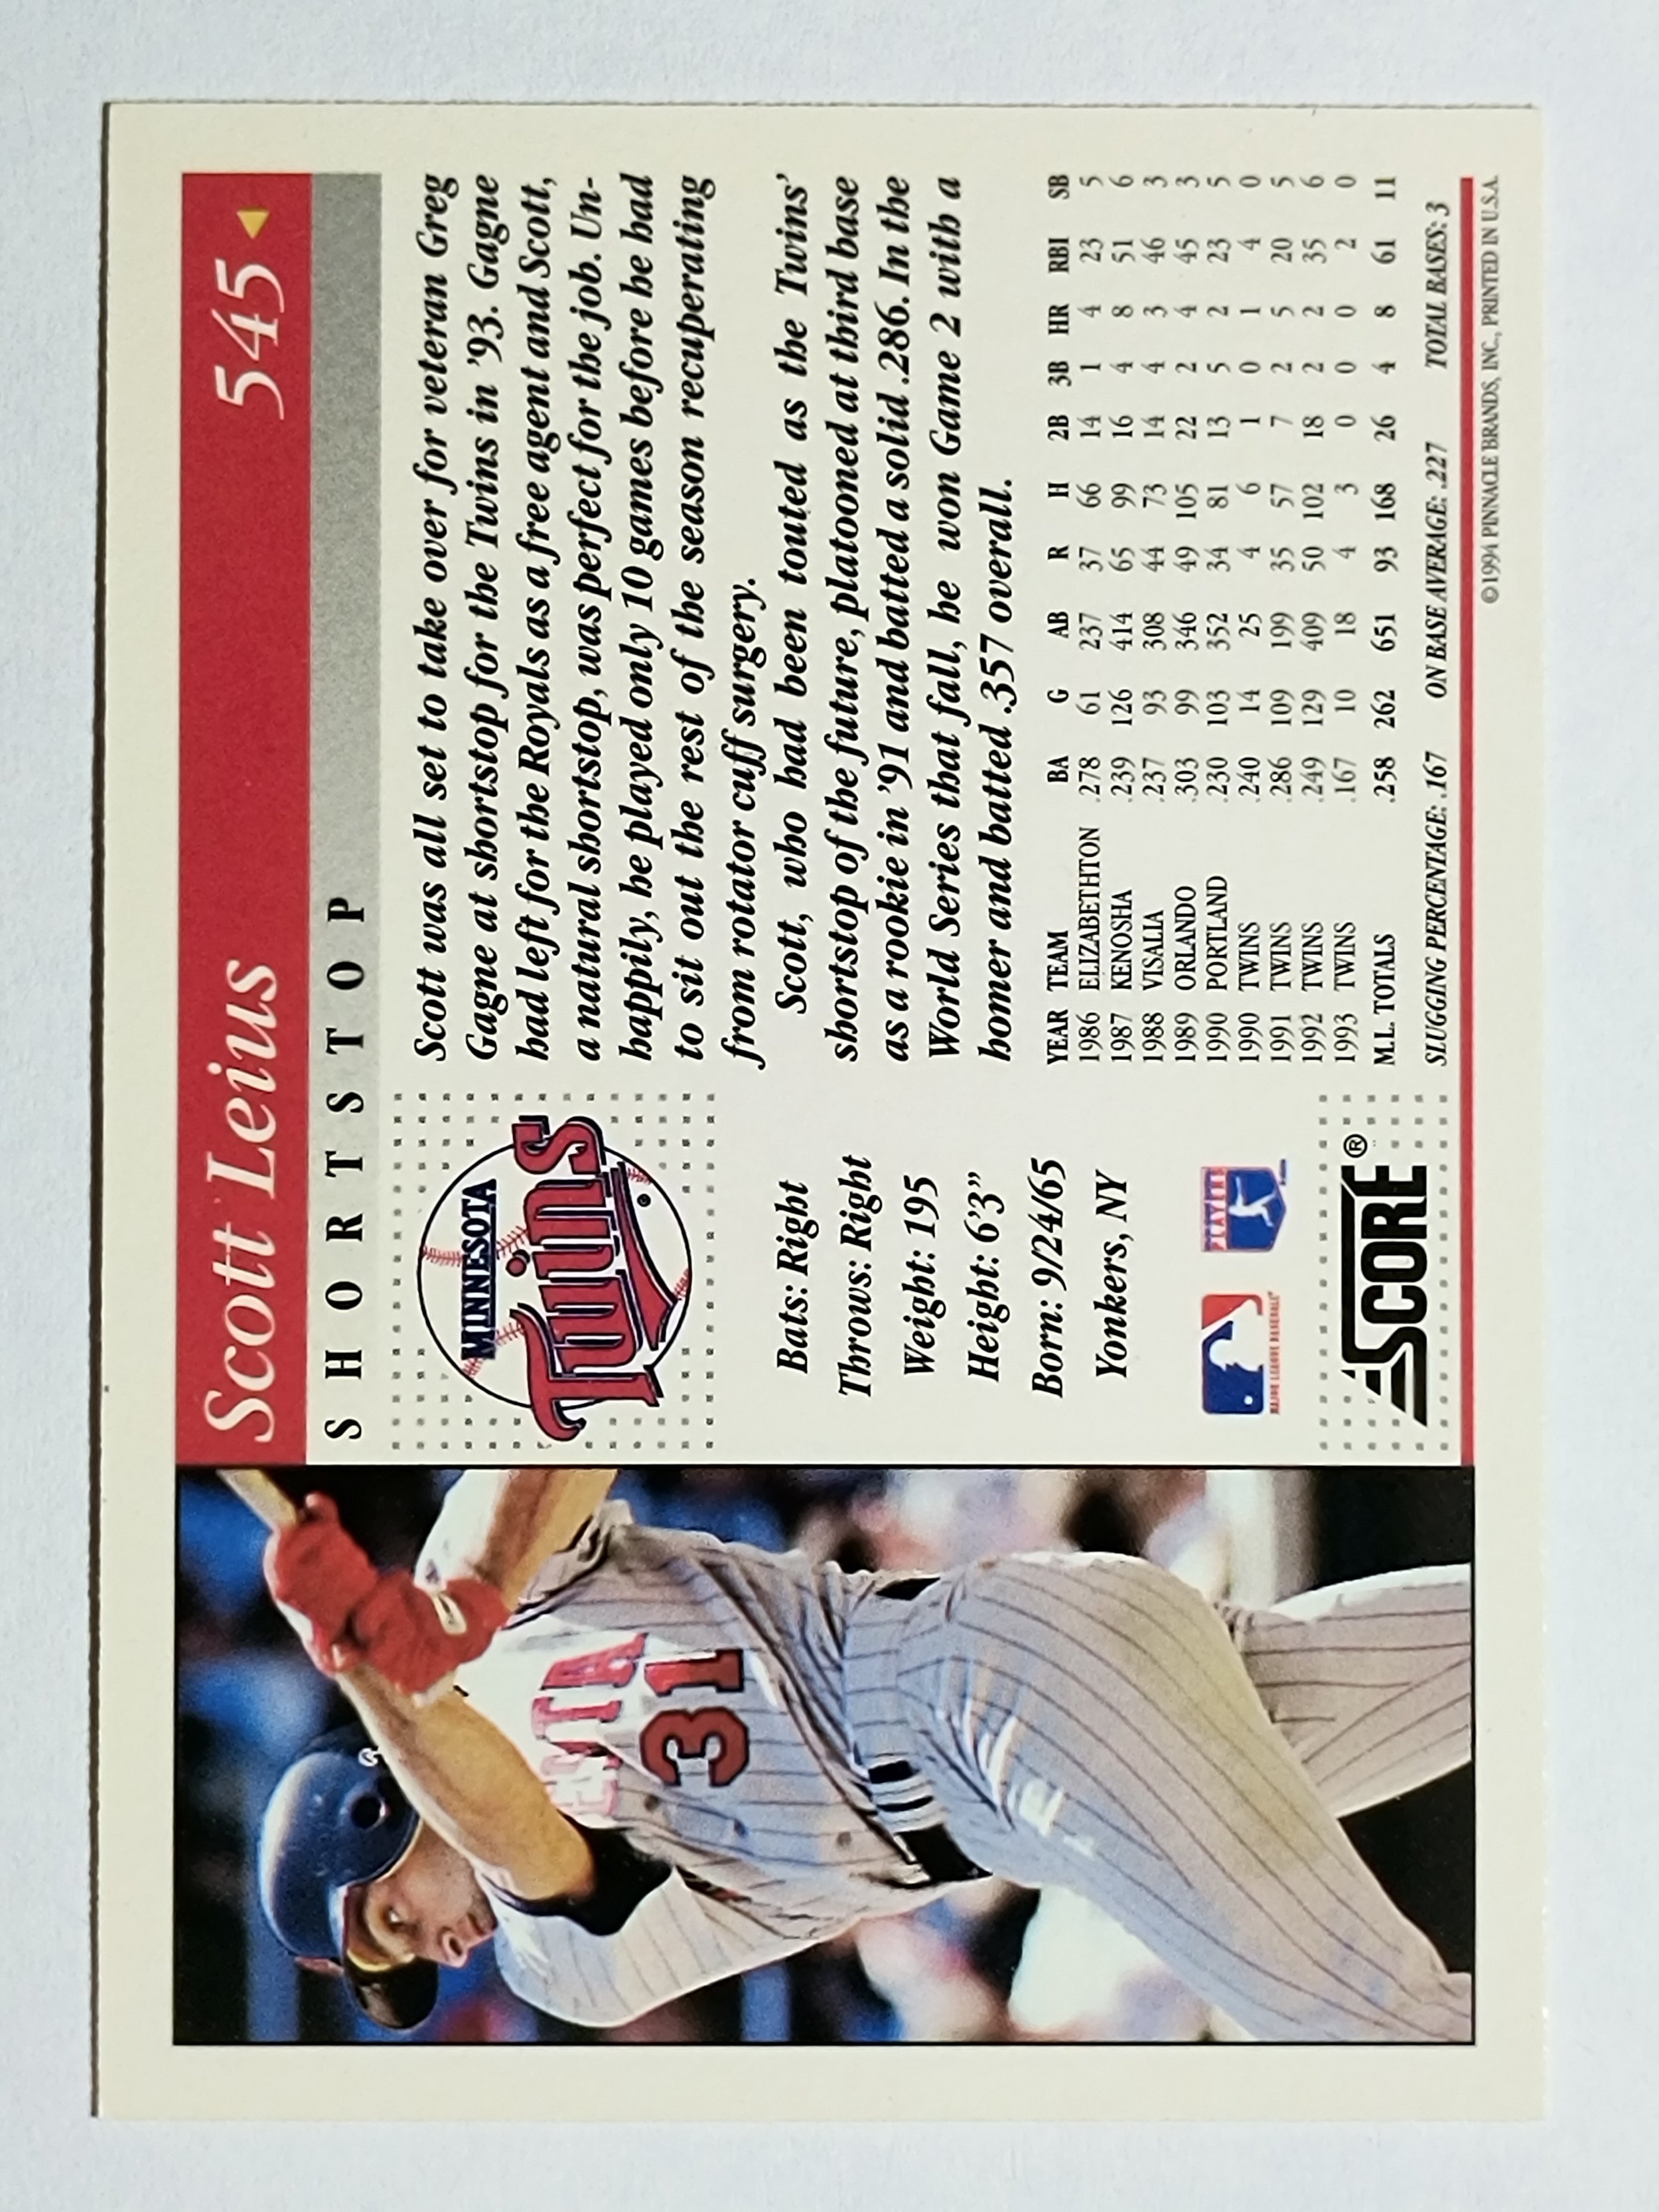 Scott Leius 545
SHORTSTOP
MINNESOTA
Twins
®
Bats: Right
Throws: Right
Weight: 195
Height: 6'3"
Born: 9/24/65
Yonkers, NY
MAJOR LEAGUE BASEBALL
PLAYERS
SCORE®
Scott was all set to take over for veteran Greg
Gagne at shortstop for the Twins in '93. Gagne
had left for the Royals as a free agent and Scott,
a natural shortstop, was perfect for the job. Un-
happily, he played only 10 games before he had
to sit out the rest of the season recuperating
from rotator cuff surgery.
Scott, who had been touted as the Twins'
shortstop of the future, platooned at third base
as a rookie in '91 and batted a solid .286. In the
World Series that fall, he won Game 2 with a
homer and batted .357 overall.
YEAR TEAM BA G AB R H 2B 3B HR RBI SB
1986 ELIZABETHTON .278 61 237 37 66 14 1 4 23 5
1987 KENOSHA .239 126 414 65 99 16 4 8 51 6
1988 VISALIA .237 93 308 44 73 14 4 3 46 3
1989 ORLANDO .303 99 346 49 105 22 2 4 45 3
1990 PORTLAND .230 103 352 34 81 13 5 2 23 5
1990 TWINS .240 14 25 4 6 1 0 1 4 0
1991 TWINS .286 109 199 35 57 7 2 5 20 5
1992 TWINS .249 129 409 50 102 18 2 2 35 6
1993 TWINS .167 10 18 4 3 0 0 0 2 0
M.L. TOTALS .258 262 651 93 168 26 4 8 61 11
SLUGGING PERCENTAGE: .167 ON BASE AVERAGE: .227 TOTAL BASES: 3
©1994 PINNACLE BRANDS, INC., PRINTED IN U.S.A.
31